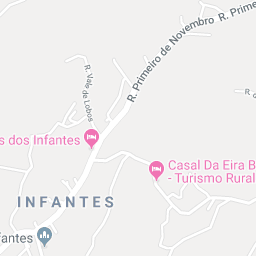 R. Primeiro de Novembro
R. Prime
R. Vale de
Lobos
R. d
s dos Infantes
Casal Da Eira B
- Turismo Rural
INFANTES
fantes